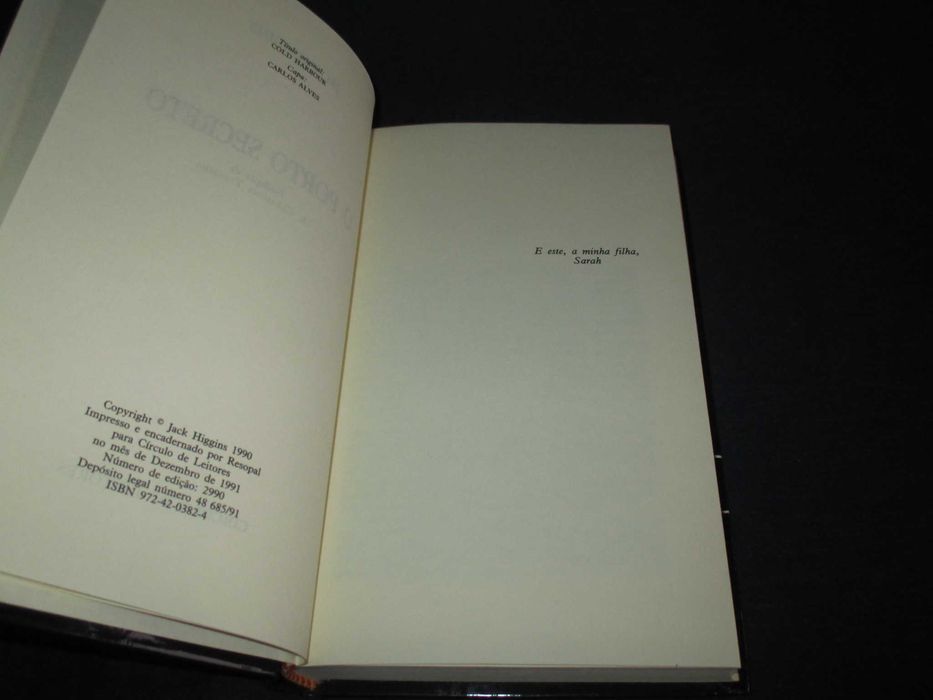 Título original:
COLD HARBOUR
Capa:
CARLOS ALVES
O PORTO SECRETO
Copyright © Jack Higgins 1990
Impresso e encadernado por Resopal
para Círculo de Leitores
no mês de Dezembro de 1991
Número de edição: 2990
Depósito legal número 48 685/91
ISBN 972-42-0382-4
E este, a minha filha,
Sarah